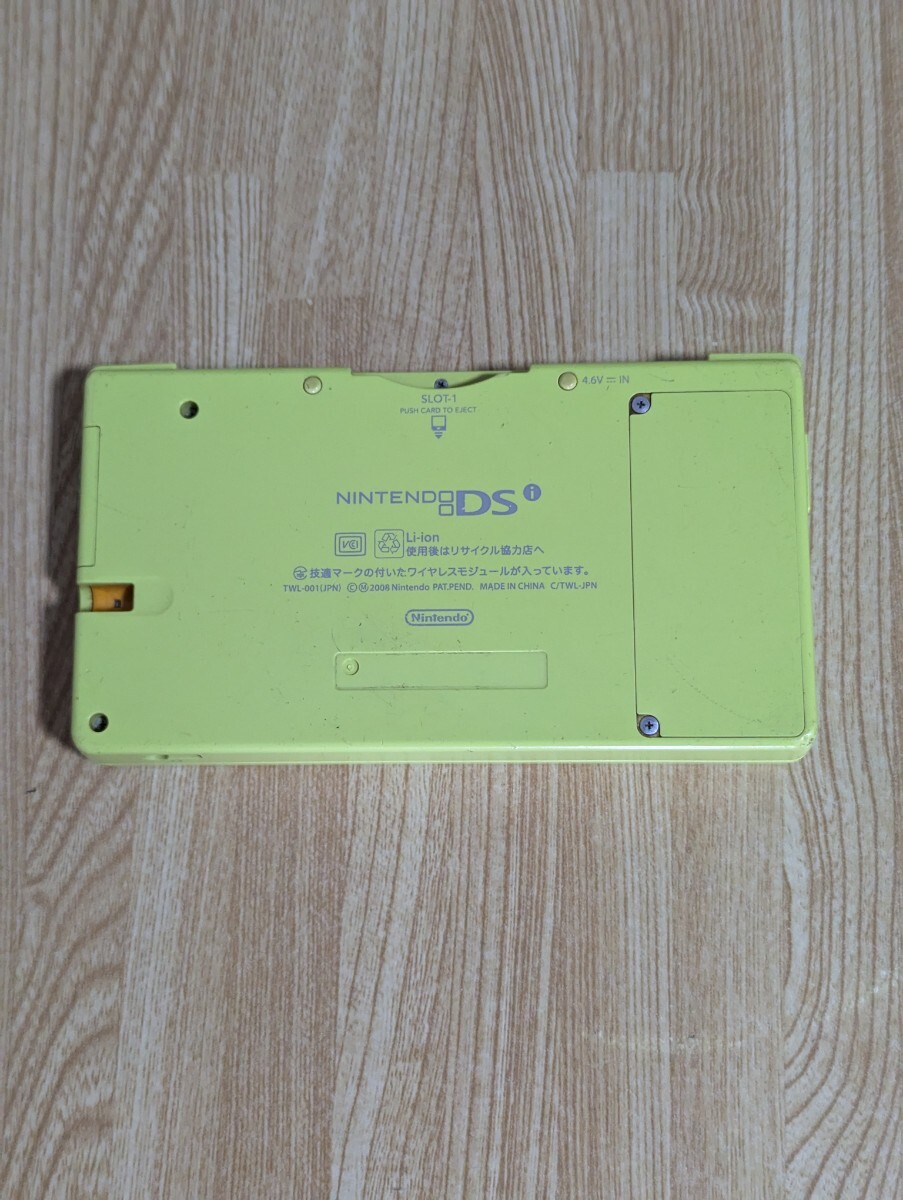 4.6V ⎓ IN
SLOT-1
PUSH CARD TO EJECT
NINTENDO DS i
VCCI Li-ion
使用後はリサイクル協力店へ
技適マークの付いたワイヤレスモジュールが入っています。
TWL-001(JPN) © 2008 Nintendo PAT.PEND. MADE IN CHINA C/TWL-JPN
Nintendo